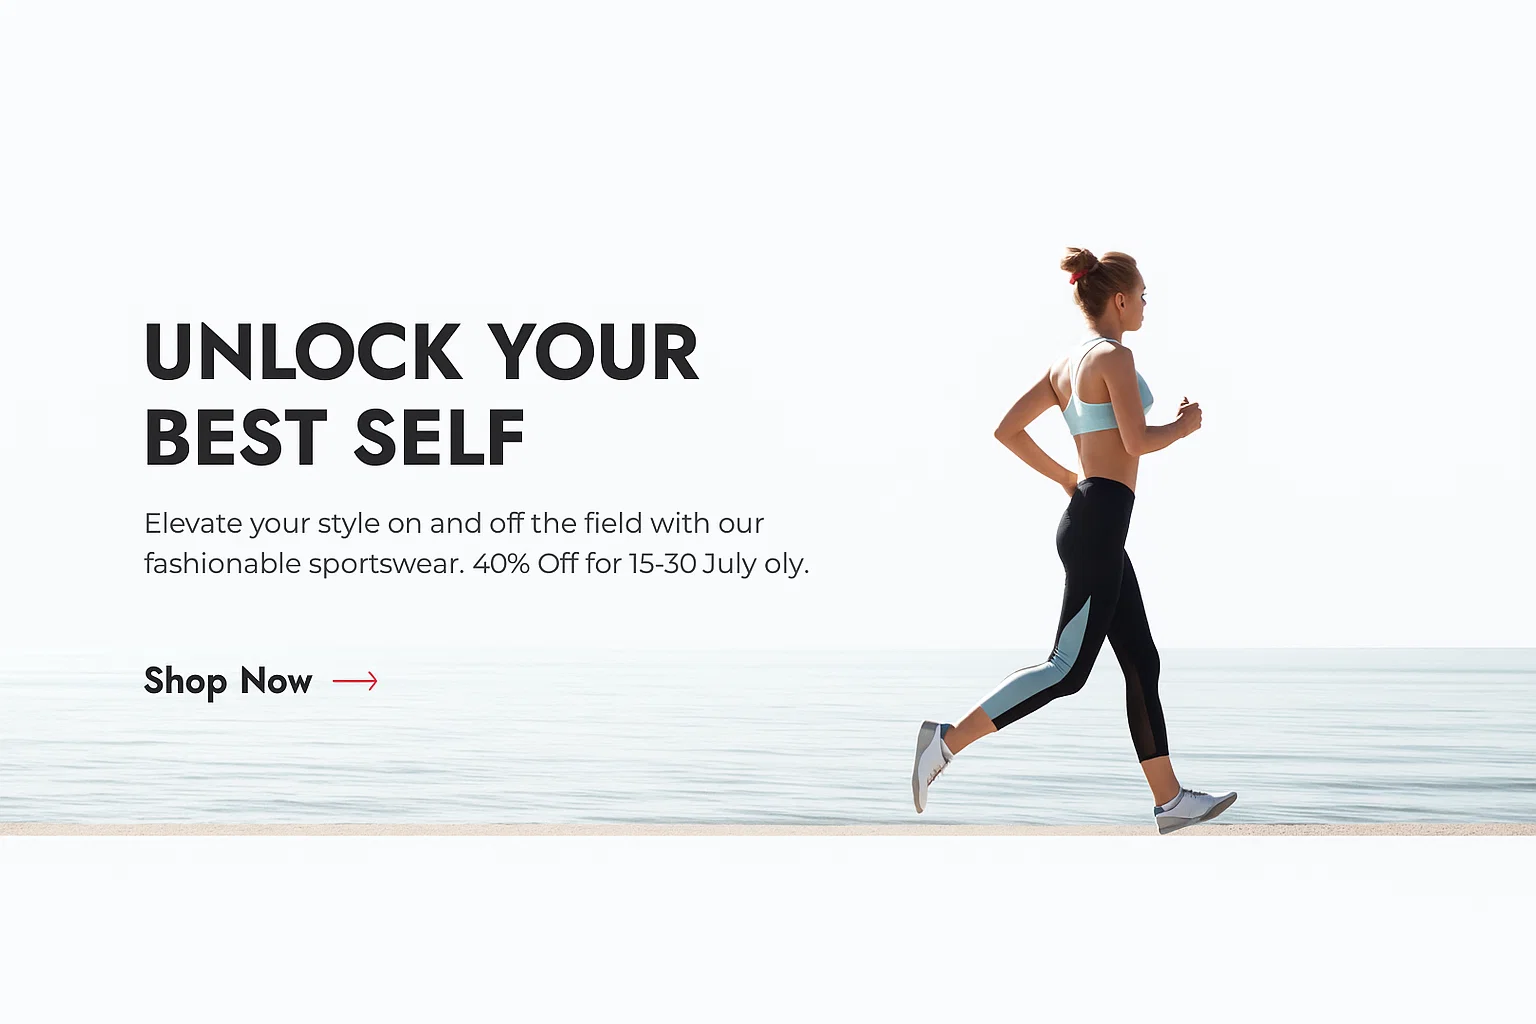 UNLOCK YOUR
BEST SELF
Elevate your style on and off the field with our
fashionable sportswear. 40% Off for 15-30 July oly.
Shop Now